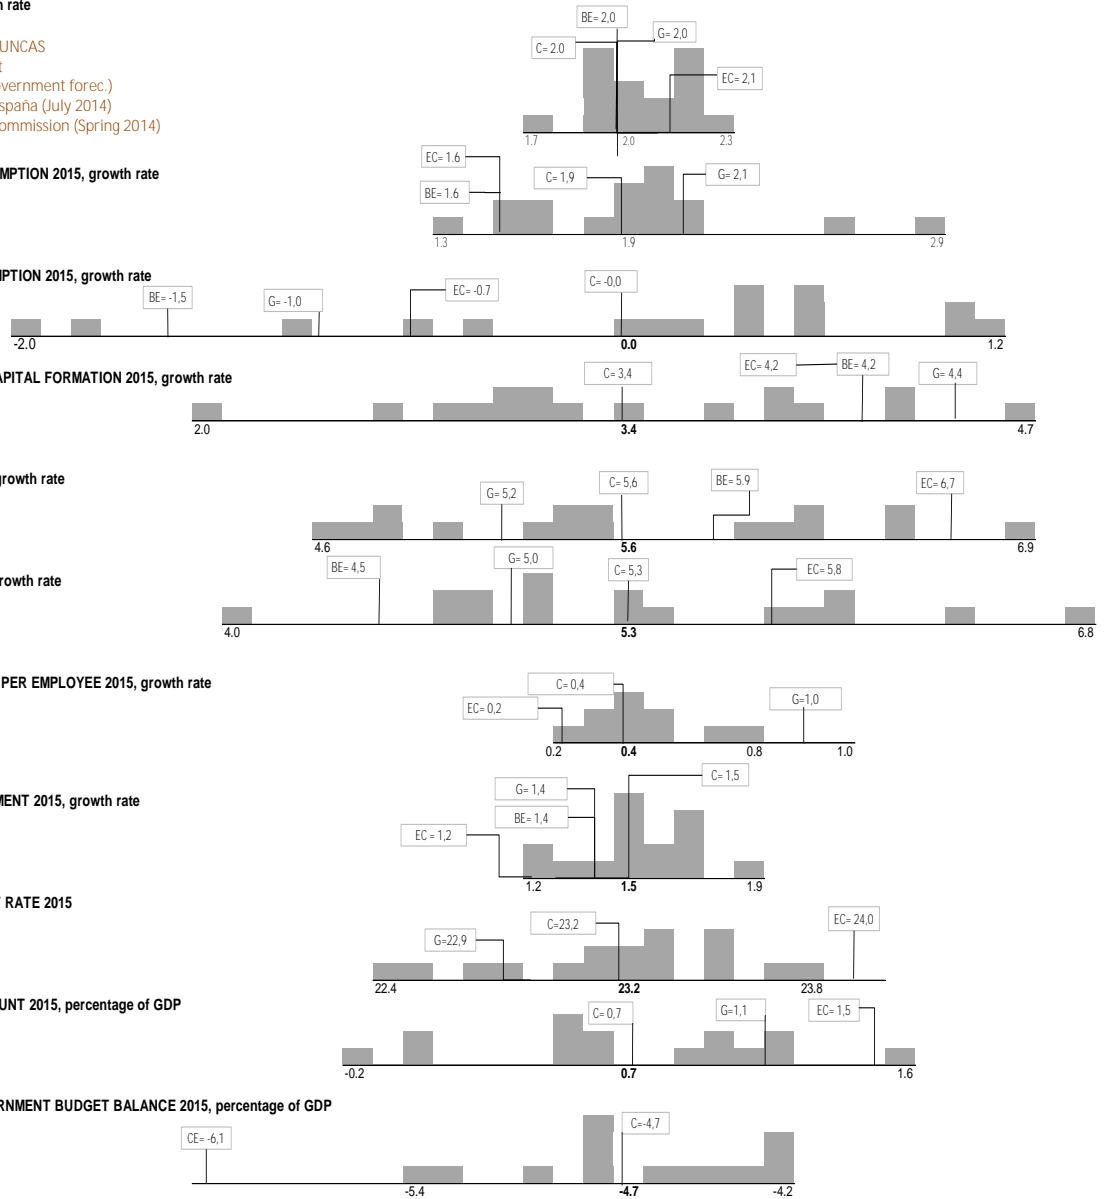 h rate
BE= 2,0
G= 2,0
C= 2.0
UNCAS
EC= 2,1
vernment forec.)
spaña (July 2014)
ommission (Spring 2014)
1.7
2.0
2.3
EC= 1.6
MPTION 2015, growth rate
C= 1,9
G= 2,1
BE= 1.6
1.3
1.9
2.9
MPTION 2015, growth rate
BE= -1,5
G= -1,0
EC= -0.7
C= -0,0
-2.0
0.0
1.2
APITAL FORMATION 2015, growth rate
C= 3,4
EC= 4,2
BE= 4,2
G= 4,4
2.0
3.4
4.7
growth rate
G= 5,2
C= 5,6
BE= 5.9
EC= 6,7
4.6
5.6
6.9
rowth rate
BE= 4,5
G= 5,0
C= 5,3
EC= 5,8
4.0
5.3
6.8
PER EMPLOYEE 2015, growth rate
C= 0,4
EC= 0,2
G=1,0
0.2
0.4
0.8
1.0
MENT 2015, growth rate
C= 1,5
G= 1,4
BE= 1,4
EC = 1,2
1.2
1.5
1.9
RATE 2015
C=23,2
G=22,9
EC= 24,0
22.4
23.2
23.8
UNT 2015, percentage of GDP
C= 0,7
G=1,1
EC= 1,5
-0.2
0.7
1.6
RNMENT BUDGET BALANCE 2015, percentage of GDP
CE= -6,1
C=-4,7
-5.4
-4.7
-4.2